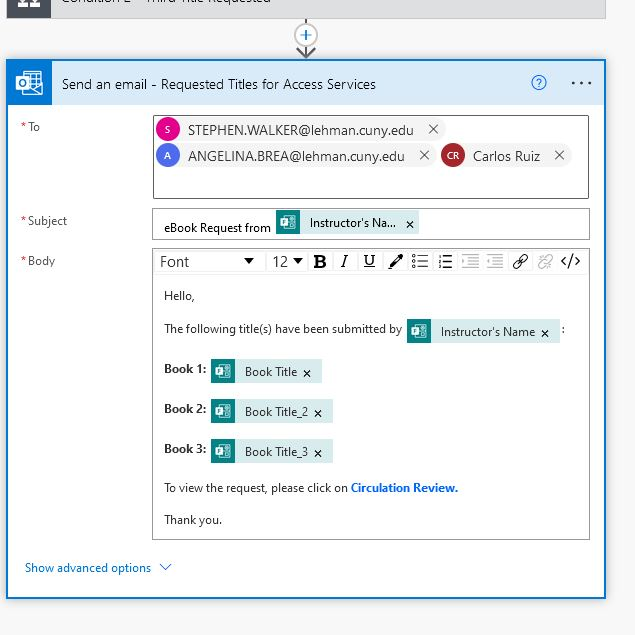 Condition 2 - Third Title Requested
Send an email - Requested Titles for Access Services
* To
S STEPHEN.WALKER@lehman.cuny.edu
A ANGELINA.BREA@lehman.cuny.edu CR Carlos Ruiz
* Subject
eBook Request from Instructor's Na...
* Body
Font 12 B I U </>
Hello,
The following title(s) have been submitted by Instructor's Name :
Book 1: Book Title
Book 2: Book Title_2
Book 3: Book Title_3
To view the request, please click on Circulation Review.
Thank you.
Show advanced options